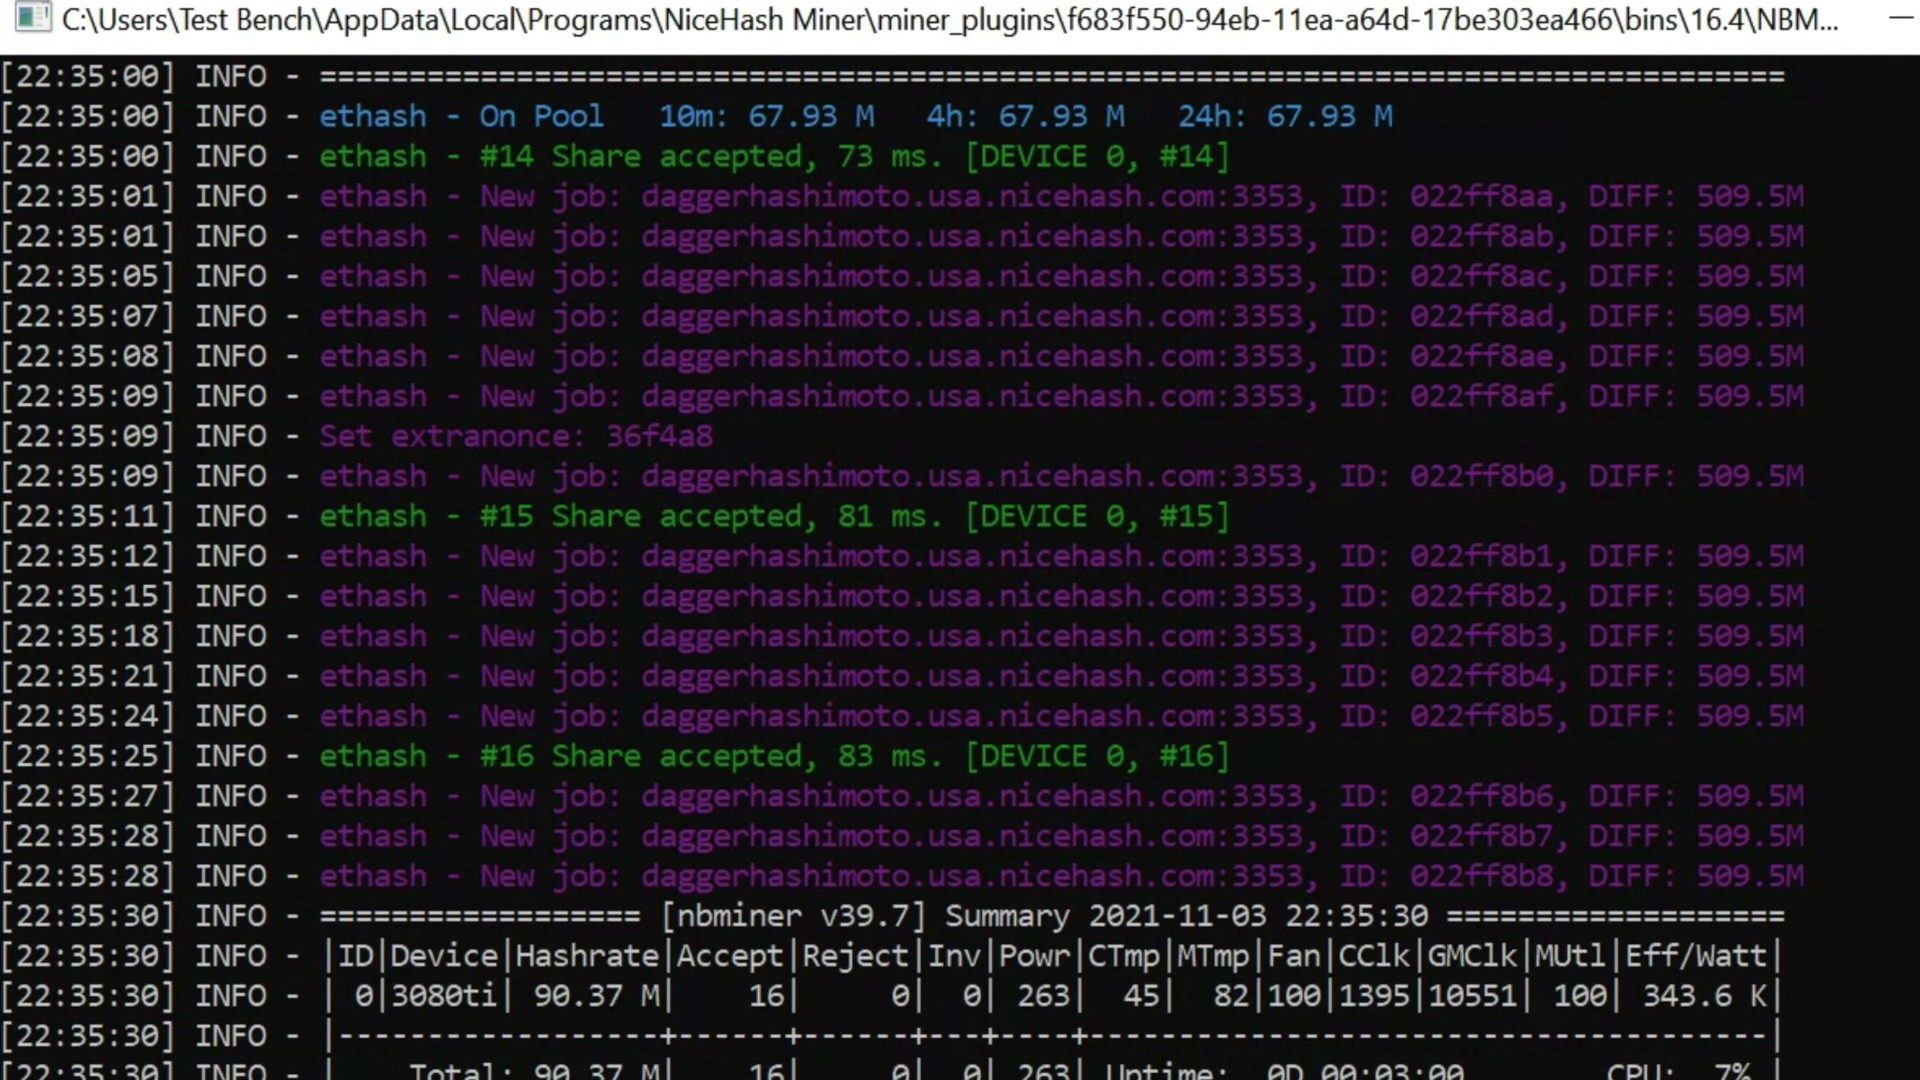 C:\Users\Test Bench\AppData\Local\Programs\NiceHash Miner\miner_plugins\f683f550-94eb-11ea-a64d-17be303ea466\bins\16.4\NBM...
[22:35:00] INFO - ==================================================================================
[22:35:00] INFO - ethash - On Pool   10m: 67.93 M   4h: 67.93 M   24h: 67.93 M
[22:35:00] INFO - ethash - #14 Share accepted, 73 ms. [DEVICE 0, #14]
[22:35:01] INFO - ethash - New job: daggerhashimoto.usa.nicehash.com:3353, ID: 022ff8aa, DIFF: 509.5M
[22:35:01] INFO - ethash - New job: daggerhashimoto.usa.nicehash.com:3353, ID: 022ff8ab, DIFF: 509.5M
[22:35:05] INFO - ethash - New job: daggerhashimoto.usa.nicehash.com:3353, ID: 022ff8ac, DIFF: 509.5M
[22:35:07] INFO - ethash - New job: daggerhashimoto.usa.nicehash.com:3353, ID: 022ff8ad, DIFF: 509.5M
[22:35:08] INFO - ethash - New job: daggerhashimoto.usa.nicehash.com:3353, ID: 022ff8ae, DIFF: 509.5M
[22:35:09] INFO - ethash - New job: daggerhashimoto.usa.nicehash.com:3353, ID: 022ff8af, DIFF: 509.5M
[22:35:09] INFO - Set extranonce: 36f4a8
[22:35:09] INFO - ethash - New job: daggerhashimoto.usa.nicehash.com:3353, ID: 022ff8b0, DIFF: 509.5M
[22:35:11] INFO - ethash - #15 Share accepted, 81 ms. [DEVICE 0, #15]
[22:35:12] INFO - ethash - New job: daggerhashimoto.usa.nicehash.com:3353, ID: 022ff8b1, DIFF: 509.5M
[22:35:15] INFO - ethash - New job: daggerhashimoto.usa.nicehash.com:3353, ID: 022ff8b2, DIFF: 509.5M
[22:35:18] INFO - ethash - New job: daggerhashimoto.usa.nicehash.com:3353, ID: 022ff8b3, DIFF: 509.5M
[22:35:21] INFO - ethash - New job: daggerhashimoto.usa.nicehash.com:3353, ID: 022ff8b4, DIFF: 509.5M
[22:35:24] INFO - ethash - New job: daggerhashimoto.usa.nicehash.com:3353, ID: 022ff8b5, DIFF: 509.5M
[22:35:25] INFO - ethash - #16 Share accepted, 83 ms. [DEVICE 0, #16]
[22:35:27] INFO - ethash - New job: daggerhashimoto.usa.nicehash.com:3353, ID: 022ff8b6, DIFF: 509.5M
[22:35:28] INFO - ethash - New job: daggerhashimoto.usa.nicehash.com:3353, ID: 022ff8b7, DIFF: 509.5M
[22:35:28] INFO - ethash - New job: daggerhashimoto.usa.nicehash.com:3353, ID: 022ff8b8, DIFF: 509.5M
[22:35:30] INFO - ================== [nbminer v39.7] Summary 2021-11-03 22:35:30 ===================
[22:35:30] INFO - |ID|Device|Hashrate|Accept|Reject|Inv|Powr|CTmp|MTmp|Fan|CClk|GMClk|MUtl|Eff/Watt|
[22:35:30] INFO - | 0|3080ti| 90.37 M|    16|     0|  0| 263|  45|  82|100|1395|10551| 100| 343.6 K|
[22:35:30] INFO - |------------------+------+------+---+----+--------------------------------------|
[22:35:30] INFO - |    Total: 90.37 M|    16|     0|  0| 263| Uptime:  0D 00:03:00        CPU:  7% |